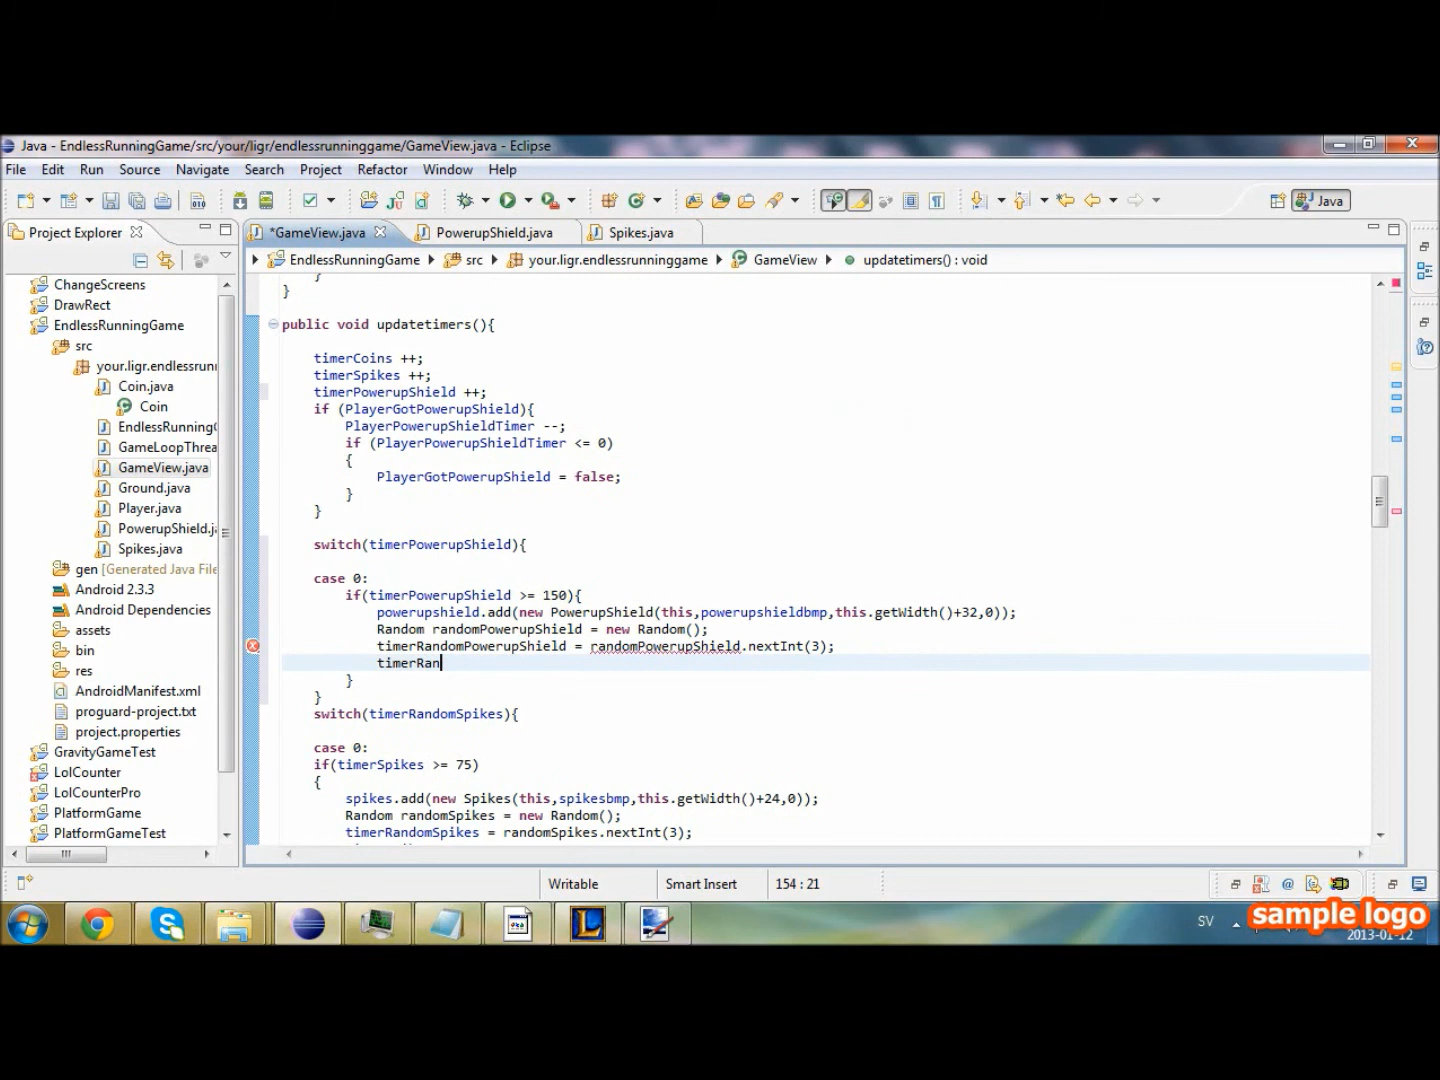 Java - EndlessRunningGame/src/your/ligr/endlessrunninggame/GameView.java - Eclipse
File Edit Run Source Navigate Search Project Refactor Window Help
Java
Project Explorer
*GameView.java PowerupShield.java Spikes.java
EndlessRunningGame src your.ligr.endlessrunninggame GameView updatetimers() : void
ChangeScreens
DrawRect
EndlessRunningGame
src
your.ligr.endlessrunn
Coin.java
Coin
EndlessRunningG
GameLoopThrea
GameView.java
Ground.java
Player.java
PowerupShield.ja
Spikes.java
gen [Generated Java File
Android 2.3.3
Android Dependencies
assets
bin
res
AndroidManifest.xml
proguard-project.txt
project.properties
GravityGameTest
LolCounter
LolCounterPro
PlatformGame
PlatformGameTest
}
}
public void updatetimers(){
timerCoins ++;
timerSpikes ++;
timerPowerupShield ++;
if (PlayerGotPowerupShield){
PlayerPowerupShieldTimer --;
if (PlayerPowerupShieldTimer <= 0)
{
PlayerGotPowerupShield = false;
}
}
switch(timerPowerupShield){
case 0:
if(timerPowerupShield >= 150){
powerupshield.add(new PowerupShield(this,powerupshieldbmp,this.getWidth()+32,0));
Random randomPowerupShield = new Random();
timerRandomPowerupShield = randomPowerupShield.nextInt(3);
timerRan
}
}
switch(timerRandomSpikes){
case 0:
if(timerSpikes >= 75)
{
spikes.add(new Spikes(this,spikesbmp,this.getWidth()+24,0));
Random randomSpikes = new Random();
timerRandomSpikes = randomSpikes.nextInt(3);
Writable Smart Insert 154 : 21
SV
sample logo
2013-01-12